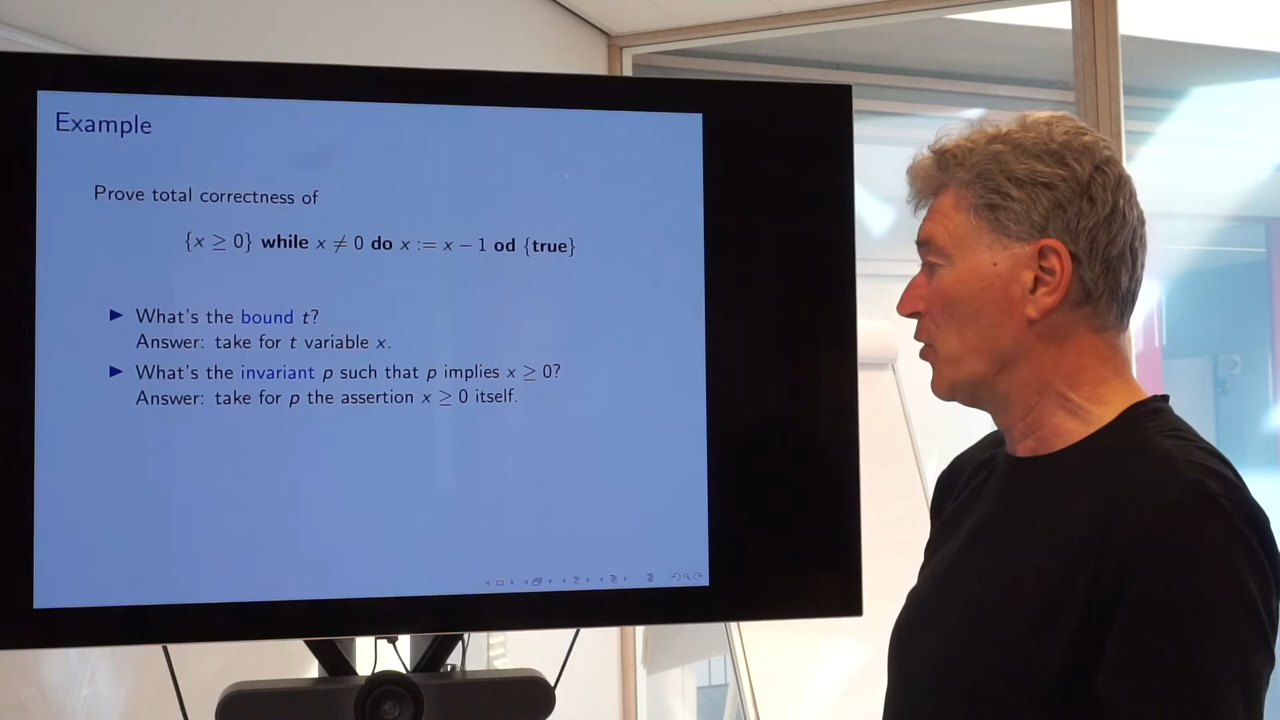 Example
Prove total correctness of
{x ≥ 0} while x ≠ 0 do x := x − 1 od {true}
▶ What's the bound t?
Answer: take for t variable x.
▶ What's the invariant p such that p implies x ≥ 0?
Answer: take for p the assertion x ≥ 0 itself.